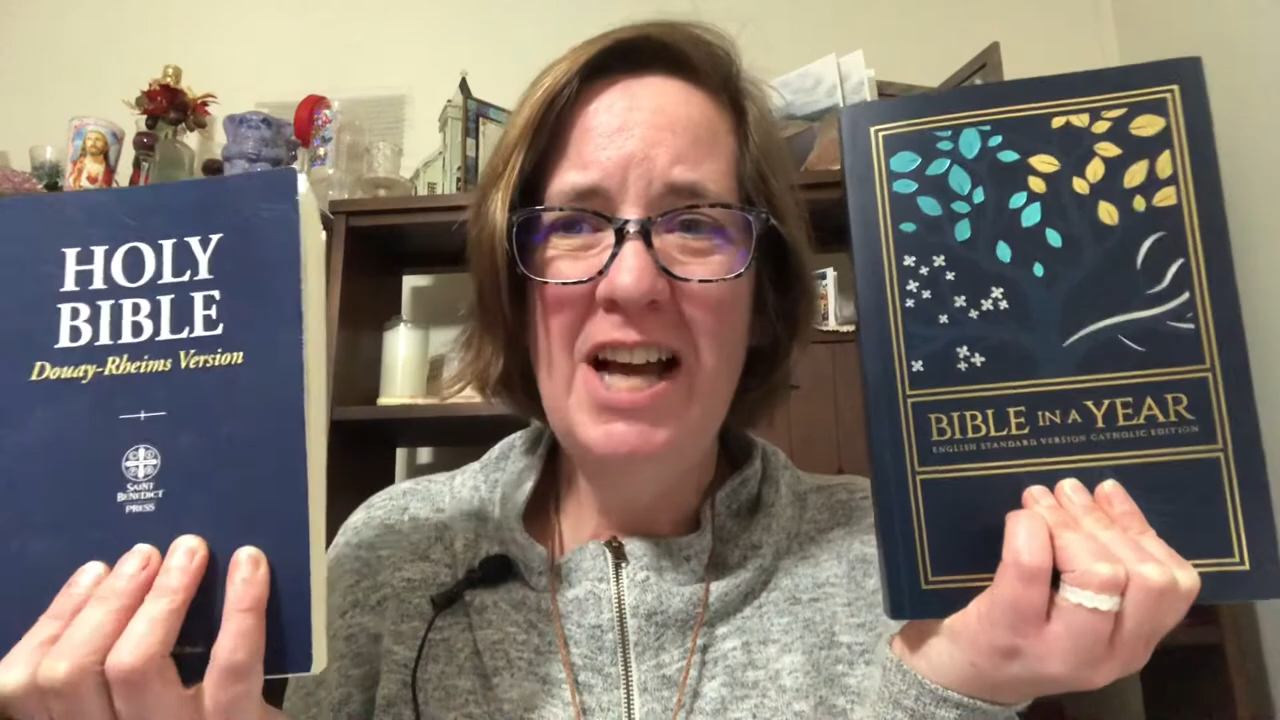 HOLY
BIBLE
Douay-Rheims Version
SAINT
BENEDICT
PRESS
BIBLE IN A YEAR
ENGLISH STANDARD VERSION CATHOLIC EDITION